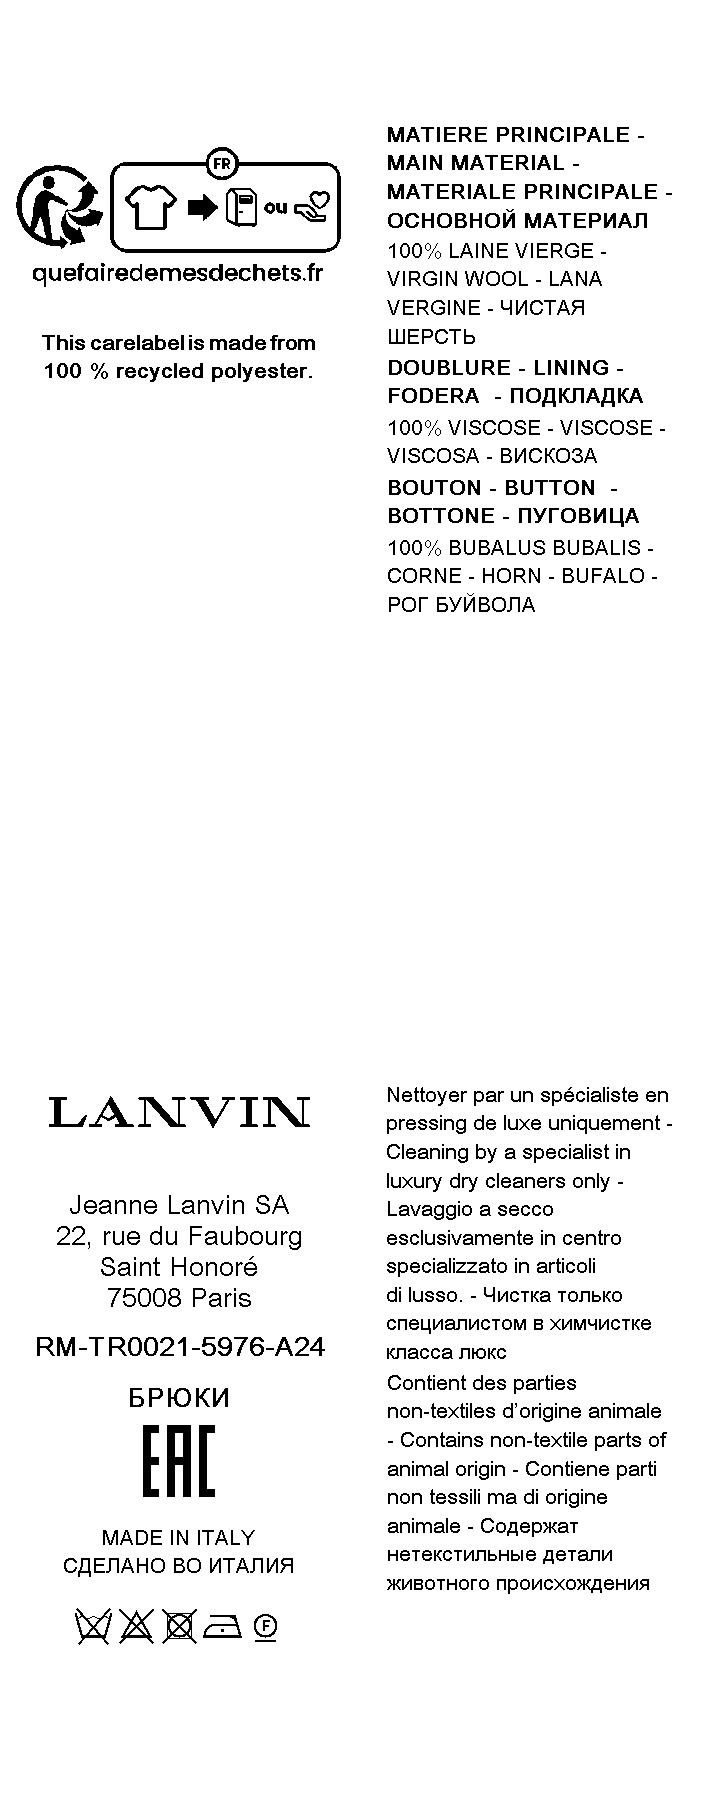 FR
ou
quefairedemesdechets.fr
This carelabel is made from
100 % recycled polyester.
MATIERE PRINCIPALE -
MAIN MATERIAL -
MATERIALE PRINCIPALE -
ОСНОВНОЙ МАТЕРИАЛ
100% LAINE VIERGE -
VIRGIN WOOL - LANA
VERGINE - ЧИСТАЯ
ШЕРСТЬ
DOUBLURE - LINING -
FODERA - ПОДКЛАДКА
100% VISCOSE - VISCOSE -
VISCOSA - ВИСКОЗА
BOUTON - BUTTON -
BOTTONE - ПУГОВИЦА
100% BUBALUS BUBALIS -
CORNE - HORN - BUFALO -
РОГ БУЙВОЛА
LANVIN
Jeanne Lanvin SA
22, rue du Faubourg
Saint Honoré
75008 Paris
RM-TR0021-5976-A24
БРЮКИ
EAC
MADE IN ITALY
СДЕЛАНО ВО ИТАЛИЯ
F
Nettoyer par un spécialiste en
pressing de luxe uniquement -
Cleaning by a specialist in
luxury dry cleaners only -
Lavaggio a secco
esclusivamente in centro
specializzato in articoli
di lusso. - Чистка только
специалистом в химчистке
класса люкс
Contient des parties
non-textiles d’origine animale
- Contains non-textile parts of
animal origin - Contiene parti
non tessili ma di origine
animale - Содержат
нетекстильные детали
животного происхождения